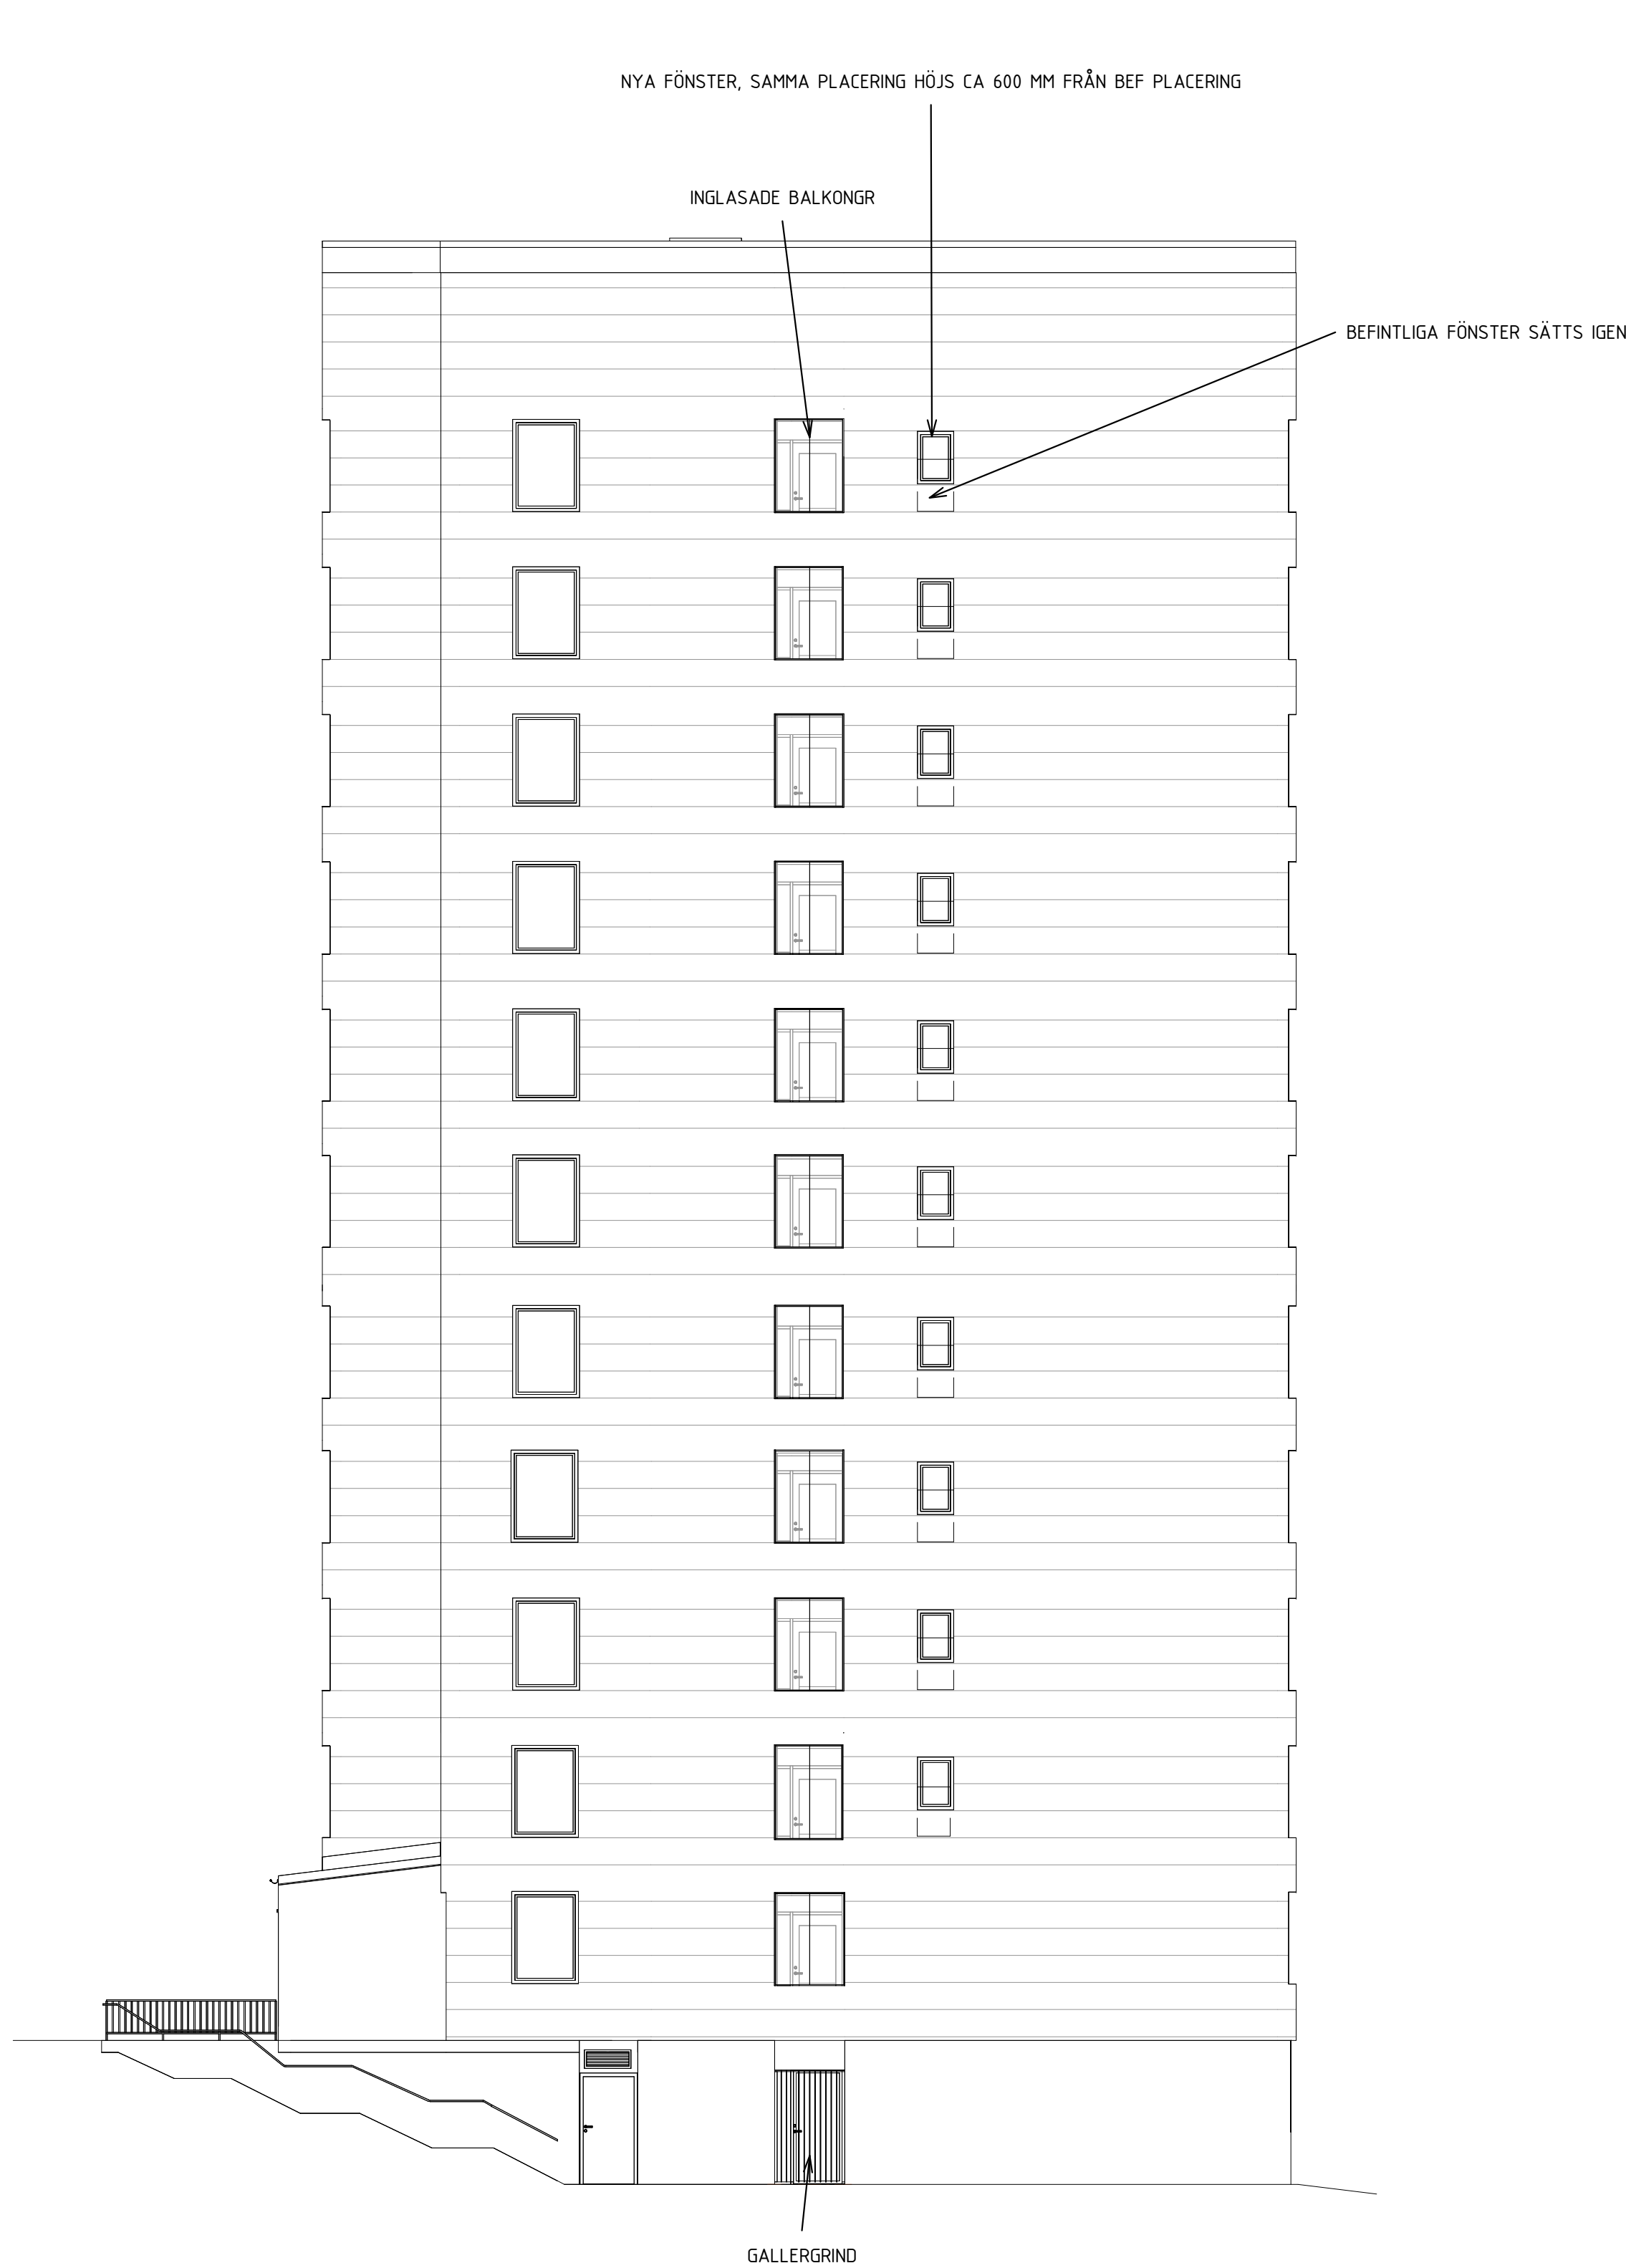 NYA FÖNSTER, SAMMA PLACERING HÖJS CA 600 MM FRÅN BEF PLACERING
INGLASADE BALKONGR
BEFINTLIGA FÖNSTER SÄTTS IGEN
GALLERGRIND